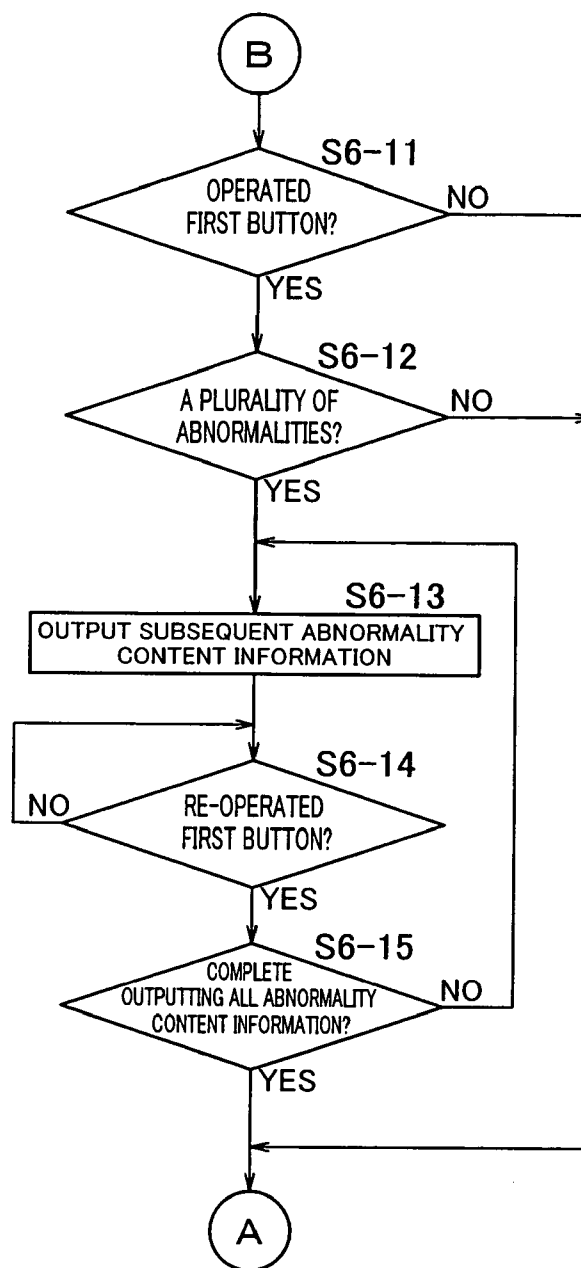 B
S6-11
OPERATED
FIRST BUTTON?
NO
YES
S6-12
A PLURALITY OF
ABNORMALITIES?
NO
YES
S6-13
OUTPUT SUBSEQUENT ABNORMALITY
CONTENT INFORMATION
S6-14
RE-OPERATED
FIRST BUTTON?
NO
YES
S6-15
COMPLETE
OUTPUTTING ALL ABNORMALITY
CONTENT INFORMATION?
NO
YES
A